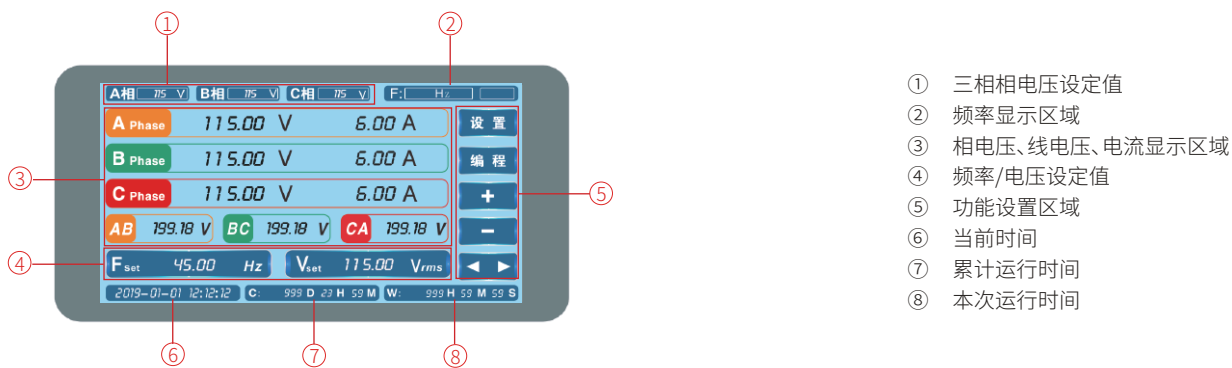 ① ②
A相 115 V B相 115 V C相 115 V F: Hz
A Phase 115.00 V 6.00 A 设 置
B Phase 115.00 V 6.00 A 编 程
C Phase 115.00 V 6.00 A +
AB 199.18 V BC 199.18 V CA 199.18 V −
F Set 45.00 Hz V set 115.00 Vrms ◀ ▶
2019-01-01 12:12:12 C: 999 D 23 H 59 M W: 999 H 59 M 59 S
③
④
⑤
⑥ ⑦ ⑧
① 三相相电压设定值
② 频率显示区域
③ 相电压、线电压、电流显示区域
④ 频率/电压设定值
⑤ 功能设置区域
⑥ 当前时间
⑦ 累计运行时间
⑧ 本次运行时间